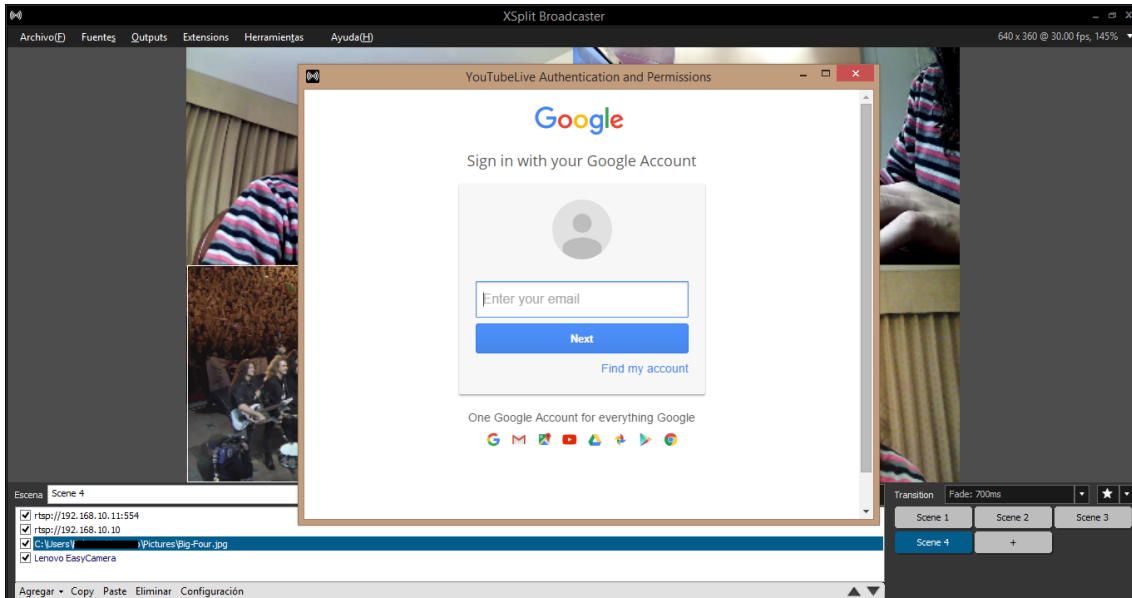 XSplit Broadcaster
Archivo(F) Fuentes Outputs Extensions Herramientas Ayuda(H) 640 x 360 @ 30.00 fps, 145%
YouTubeLive Authentication and Permissions
Google
Sign in with your Google Account
Enter your email
Next
Find my account
One Google Account for everything Google
Escena Scene 4
rtsp://192.168.10.11:554
rtsp://192.168.10.10
C:\Users\ \Pictures\Big-Four.jpg
Lenovo EasyCamera
Agregar Copy Paste Eliminar Configuración
Transition Fade: 700ms
Scene 1 Scene 2 Scene 3
Scene 4 +